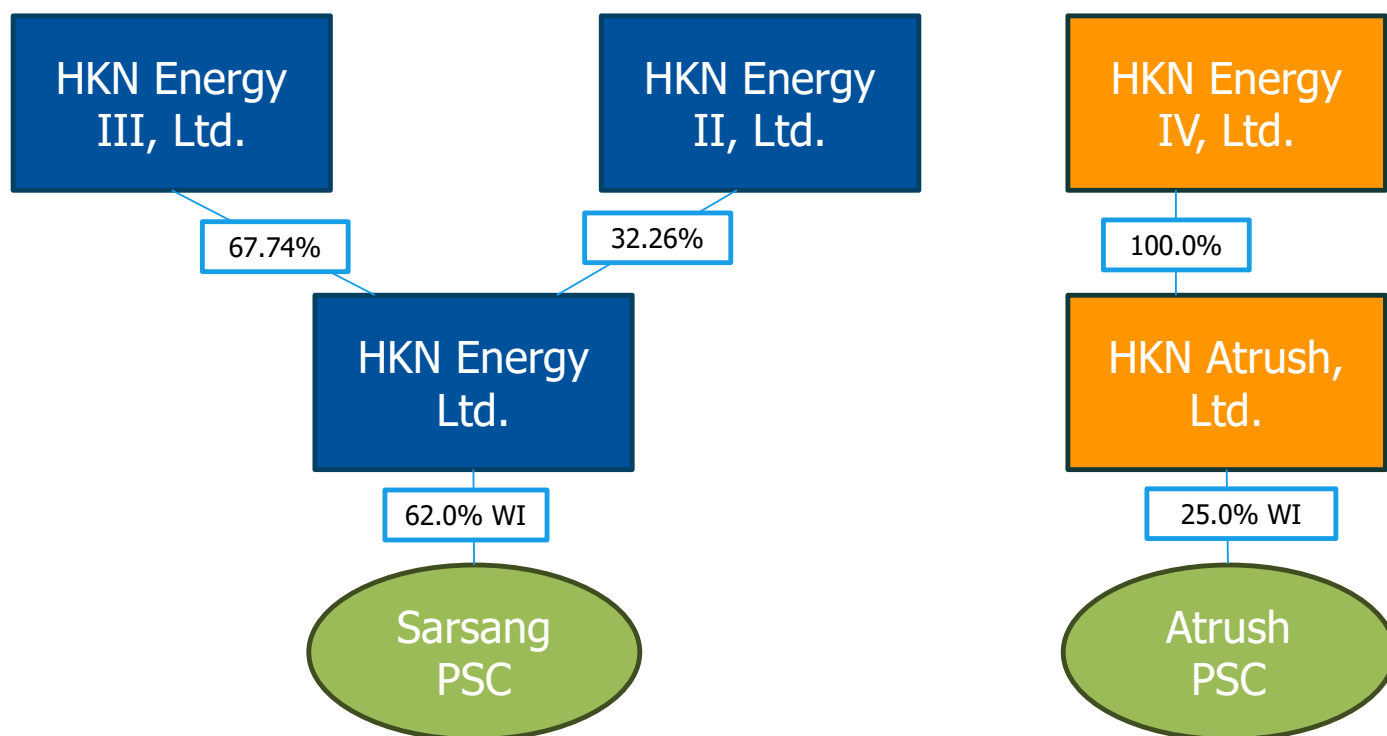 HKN Energy
III, Ltd.
HKN Energy
II, Ltd.
HKN Energy
IV, Ltd.
67.74%
32.26%
100.0%
HKN Energy
Ltd.
HKN Atrush,
Ltd.
62.0% WI
25.0% WI
Sarsang
PSC
Atrush
PSC